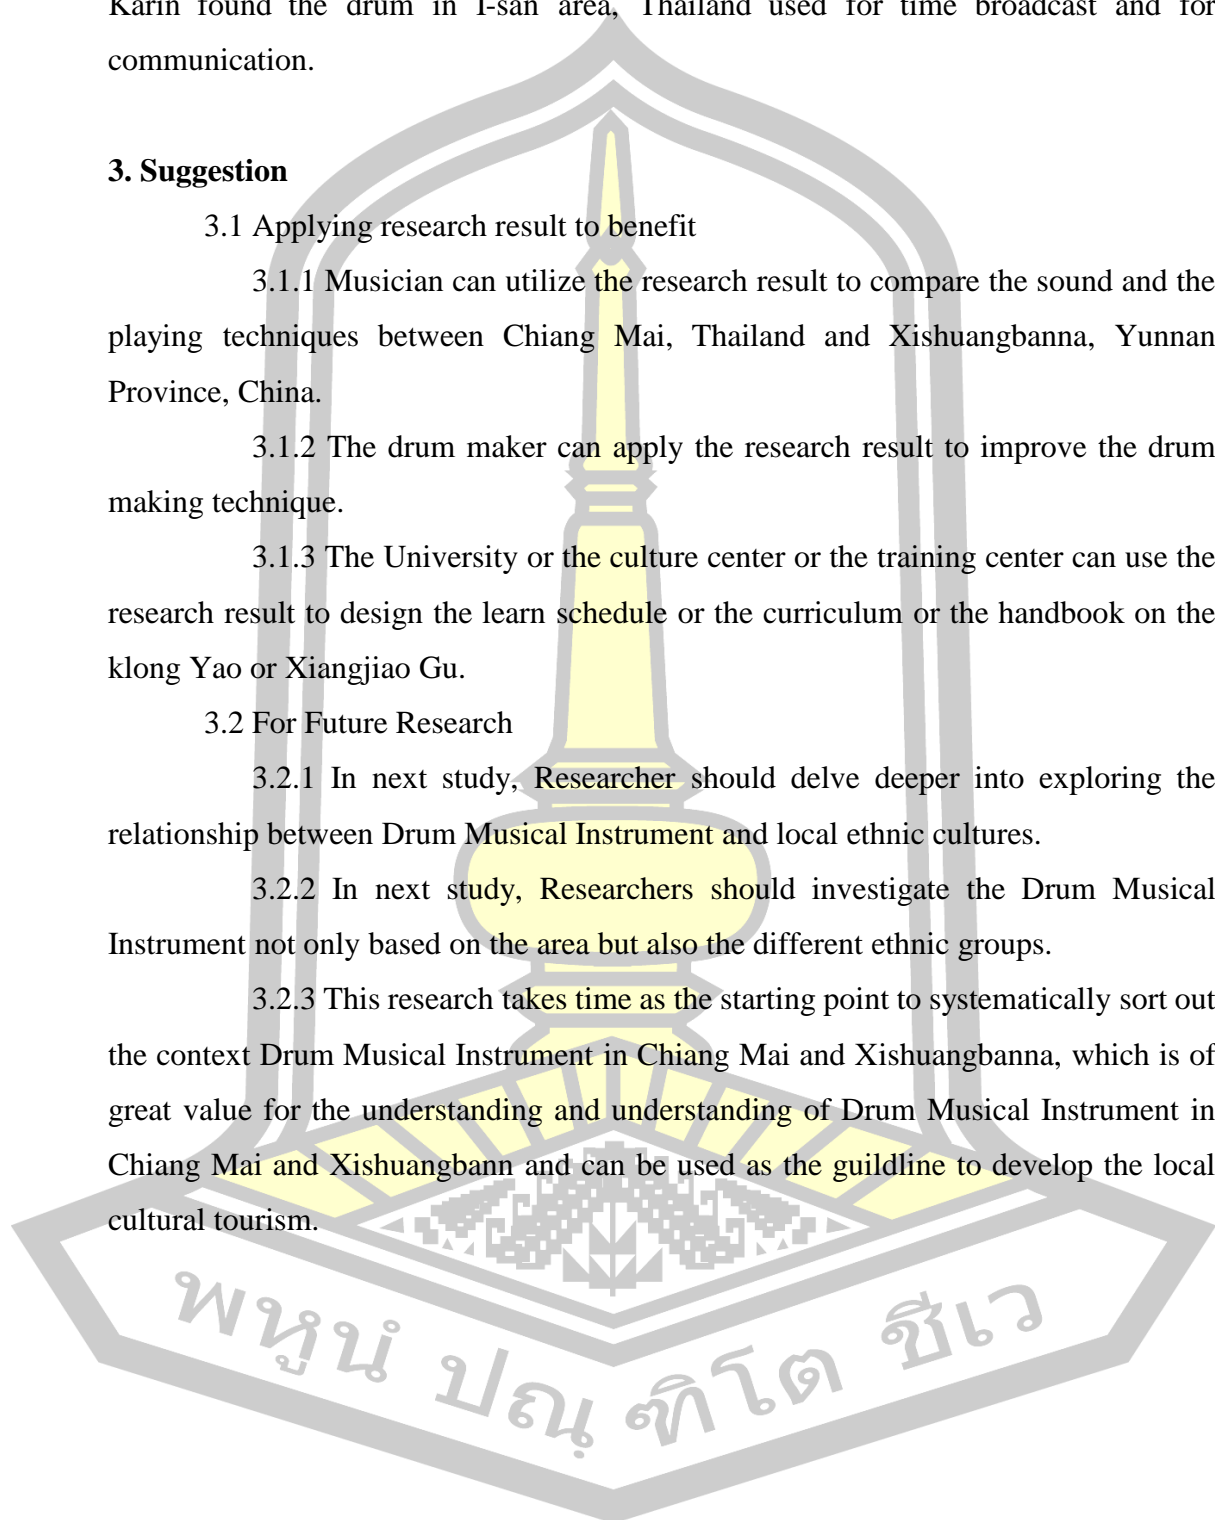 Karin found the drum in I-san area, Thailand used for time broadcast and for
communication.
3. Suggestion
3.1 Applying research result to benefit
3.1.1 Musician can utilize the research result to compare the sound and the
playing techniques between Chiang Mai, Thailand and Xishuangbanna, Yunnan
Province, China.
3.1.2 The drum maker can apply the research result to improve the drum
making technique.
3.1.3 The University or the culture center or the training center can use the
research result to design the learn schedule or the curriculum or the handbook on the
klong Yao or Xiangjiao Gu.
3.2 For Future Research
3.2.1 In next study, Researcher should delve deeper into exploring the
relationship between Drum Musical Instrument and local ethnic cultures.
3.2.2 In next study, Researchers should investigate the Drum Musical
Instrument not only based on the area but also the different ethnic groups.
3.2.3 This research takes time as the starting point to systematically sort out
the context Drum Musical Instrument in Chiang Mai and Xishuangbanna, which is of
great value for the understanding and understanding of Drum Musical Instrument in
Chiang Mai and Xishuangbann and can be used as the guildline to develop the local
cultural tourism.
พหูนํ ปณฺฑิโต ชีเว